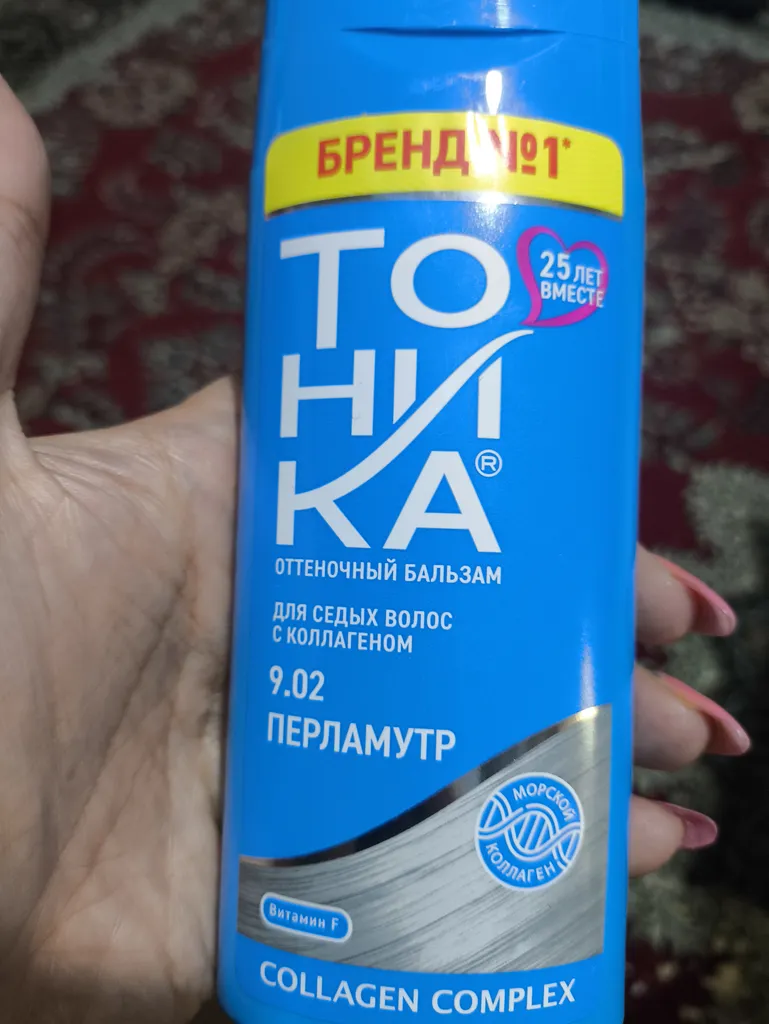 БРЕНД №1*
ТО
НИ
КА®
25 ЛЕТ
ВМЕСТЕ
ОТТЕНОЧНЫЙ БАЛЬЗАМ
ДЛЯ СЕДЫХ ВОЛОС
С КОЛЛАГЕНОМ
9.02
ПЕРЛАМУТР
МОРСКОЙ
КОЛЛАГЕН
Витамин F
COLLAGEN COMPLEX